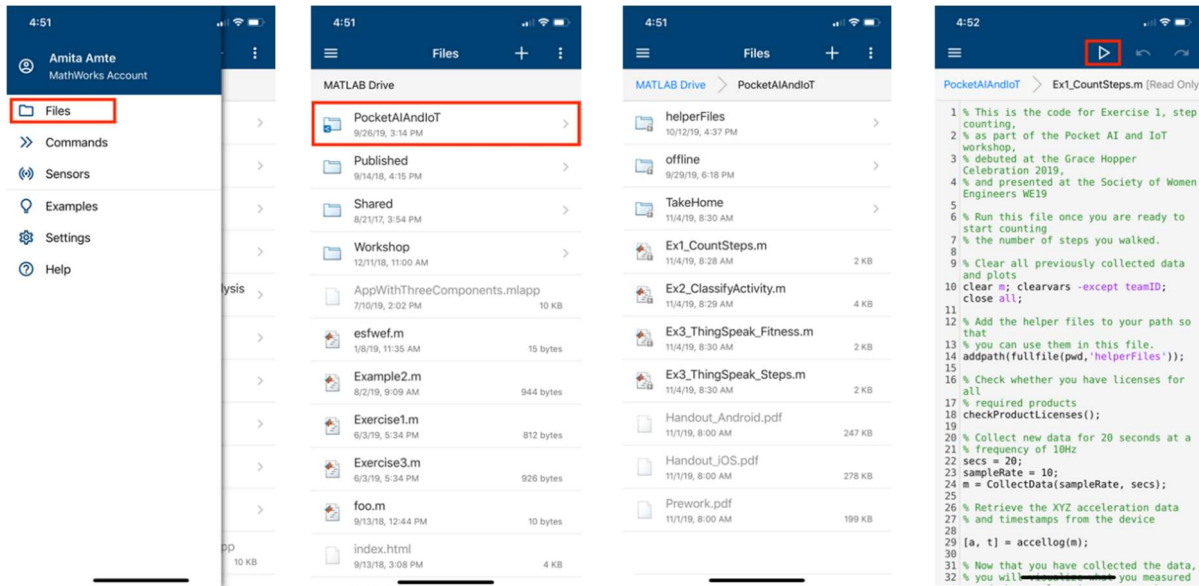 4:51
Amita Amte
MathWorks Account
Files
Commands
Sensors
Examples
Settings
Help
lysis
10 KB
4:51
Files
MATLAB Drive
PocketAIAndIoT
9/26/19, 3:14 PM
Published
9/14/18, 4:15 PM
Shared
8/21/17, 3:54 PM
Workshop
12/11/18, 11:00 AM
AppWithThreeComponents.mlapp
7/10/19, 2:02 PM 10 KB
esfwef.m
1/8/19, 11:35 AM 15 bytes
Example2.m
8/2/19, 9:09 AM 944 bytes
Exercise1.m
6/3/19, 5:34 PM 812 bytes
Exercise3.m
6/3/19, 5:34 PM 926 bytes
foo.m
9/13/18, 12:44 PM 10 bytes
index.html
9/13/18, 3:08 PM 4 KB
4:51
Files
MATLAB Drive > PocketAIAndIoT
helperFiles
10/12/19, 4:37 PM
offline
9/29/19, 6:18 PM
TakeHome
11/4/19, 8:30 AM
Ex1_CountSteps.m
11/4/19, 8:28 AM 2 KB
Ex2_ClassifyActivity.m
11/4/19, 8:29 AM 4 KB
Ex3_ThingSpeak_Fitness.m
11/4/19, 8:30 AM 2 KB
Ex3_ThingSpeak_Steps.m
11/4/19, 8:30 AM 2 KB
Handout_Android.pdf
11/1/19, 8:00 AM 247 KB
Handout_iOS.pdf
11/1/19, 8:00 AM 278 KB
Prework.pdf
11/1/19, 8:00 AM 199 KB
4:52
PocketAIAndIoT > Ex1_CountSteps.m [Read Only
1 % This is the code for Exercise 1, step
counting,
2 % as part of the Pocket AI and IoT
workshop,
3 % debuted at the Grace Hopper
Celebration 2019,
4 % and presented at the Society of Women
Engineers WE19
5
6 % Run this file once you are ready to
start counting
7 % the number of steps you walked.
8
9 % Clear all previously collected data
and plots
10 clear m; clearvars -except teamID;
close all;
11
12 % Add the helper files to your path so
that
13 % you can use them in this file.
14 addpath(fullfile(pwd,'helperFiles'));
15
16 % Check whether you have licenses for
all
17 % required products
18 checkProductLicenses();
19
20 % Collect new data for 20 seconds at a
21 % frequency of 10Hz
22 secs = 20;
23 sampleRate = 10;
24 m = CollectData(sampleRate, secs);
25
26 % Retrieve the XYZ acceleration data
27 % and timestamps from the device
28
29 [a, t] = accellog(m);
30
31 % Now that you have collected the data,
32 % you will you measured